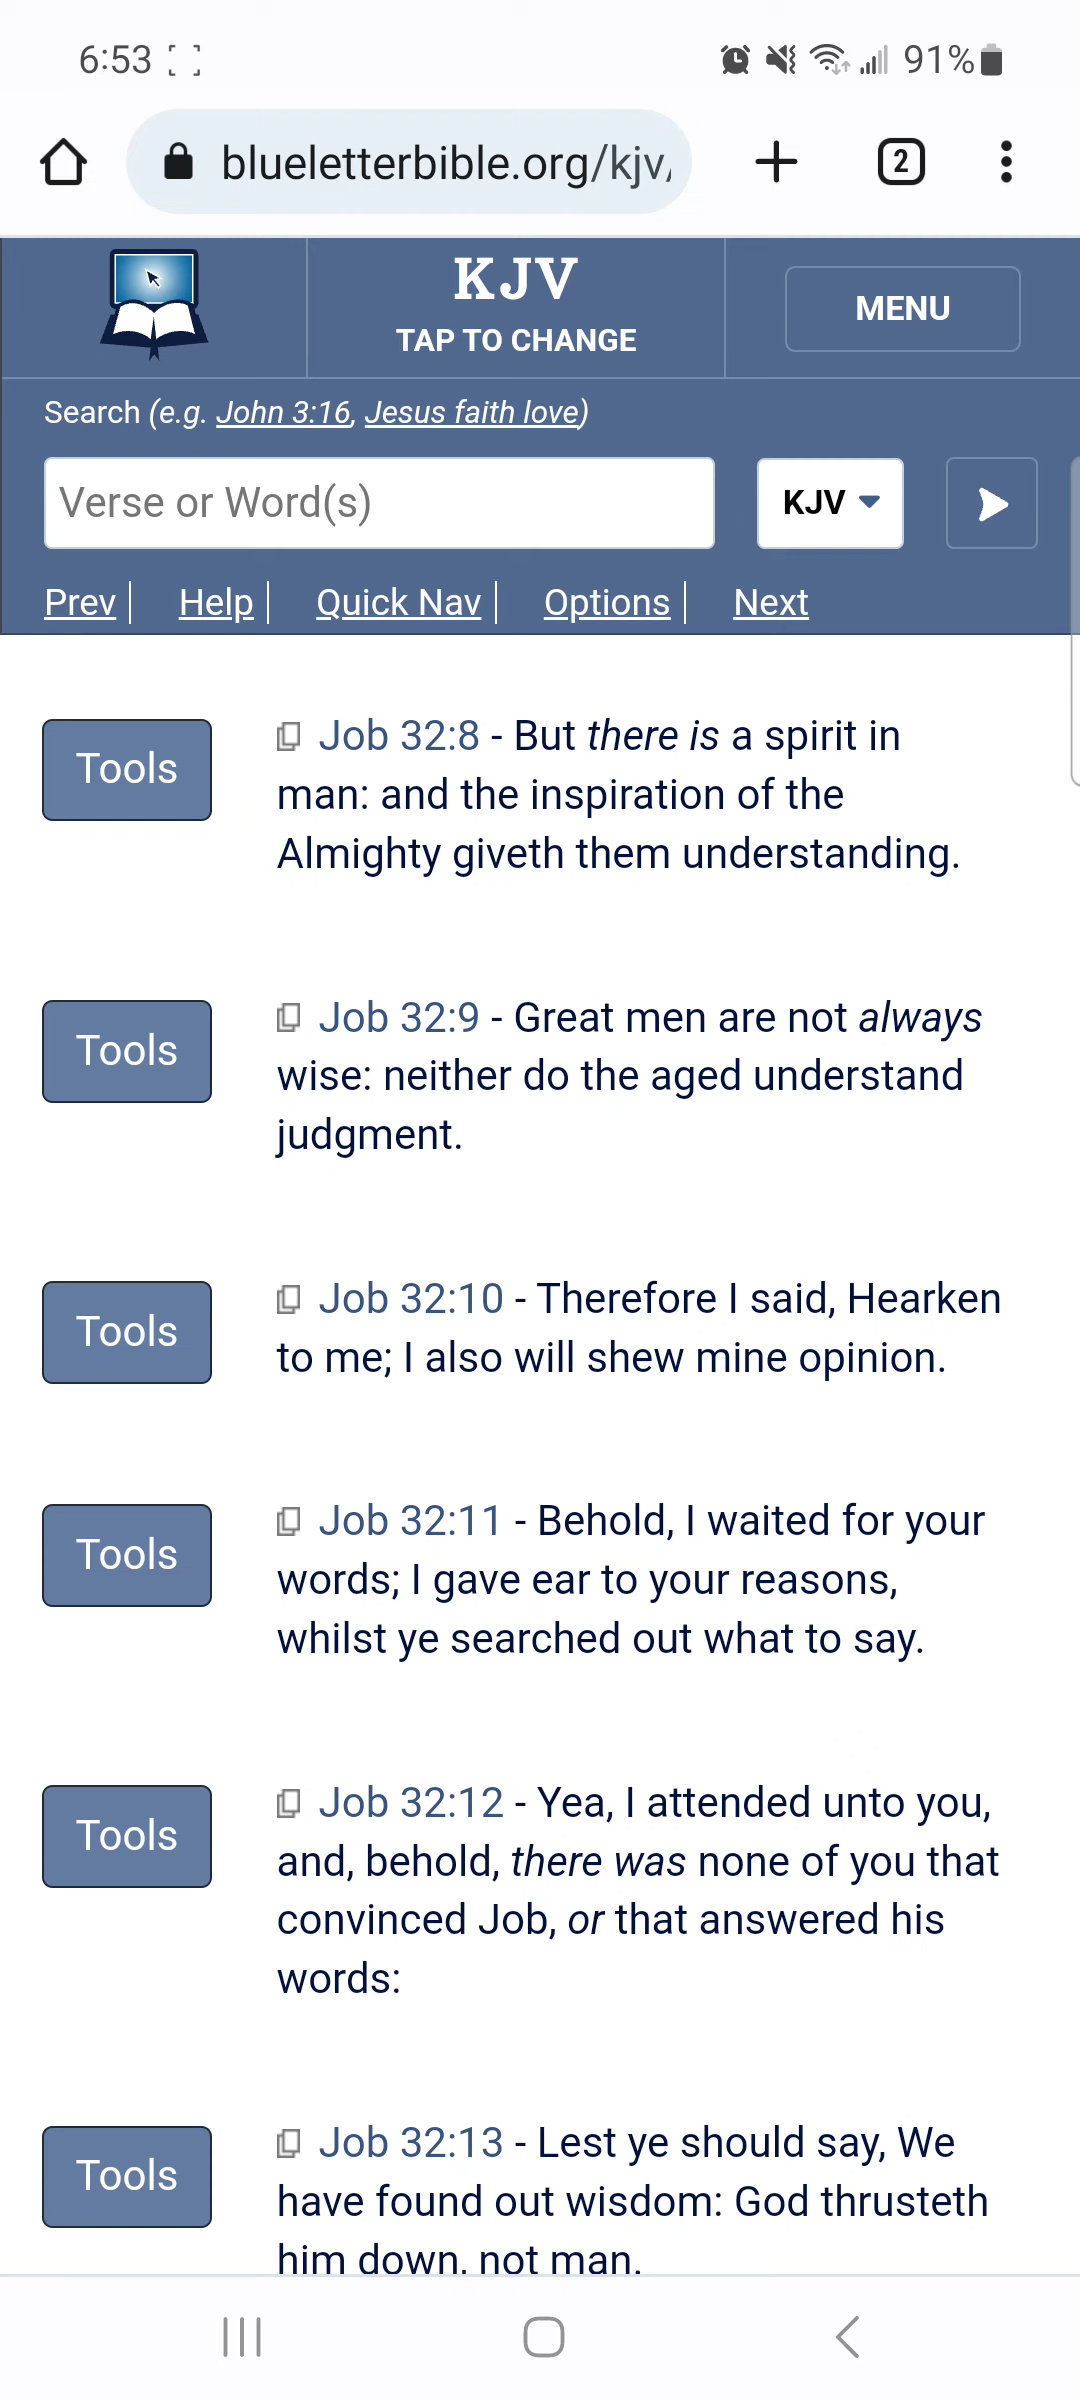 6:53 91%
blueletterbible.org/kjv/ 2
KJV
TAP TO CHANGE
MENU
Search (e.g. John 3:16, Jesus faith love)
Verse or Word(s) KJV
Prev | Help | Quick Nav | Options | Next
Tools
Job 32:8 - But there is a spirit in
man: and the inspiration of the
Almighty giveth them understanding.
Tools
Job 32:9 - Great men are not always
wise: neither do the aged understand
judgment.
Tools
Job 32:10 - Therefore I said, Hearken
to me; I also will shew mine opinion.
Tools
Job 32:11 - Behold, I waited for your
words; I gave ear to your reasons,
whilst ye searched out what to say.
Tools
Job 32:12 - Yea, I attended unto you,
and, behold, there was none of you that
convinced Job, or that answered his
words:
Tools
Job 32:13 - Lest ye should say, We
have found out wisdom: God thrusteth
him down, not man.